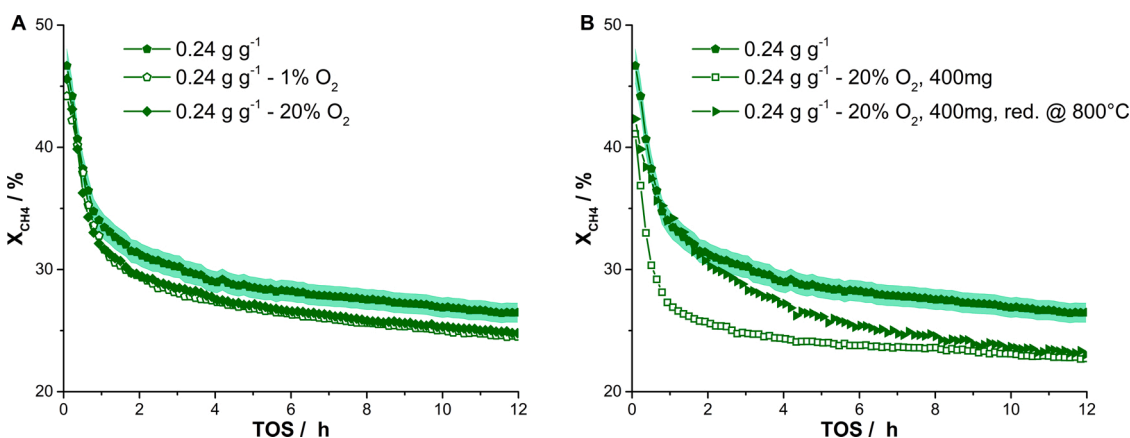 A
0.24 g g⁻¹
0.24 g g⁻¹ - 1% O₂
0.24 g g⁻¹ - 20% O₂
50
40
30
20
X_CH4 / %
0 2 4 6 8 10 12
TOS / h
B
0.24 g g⁻¹
0.24 g g⁻¹ - 20% O₂, 400mg
0.24 g g⁻¹ - 20% O₂, 400mg, red. @ 800°C
50
40
30
20
X_CH4 / %
0 2 4 6 8 10 12
TOS / h